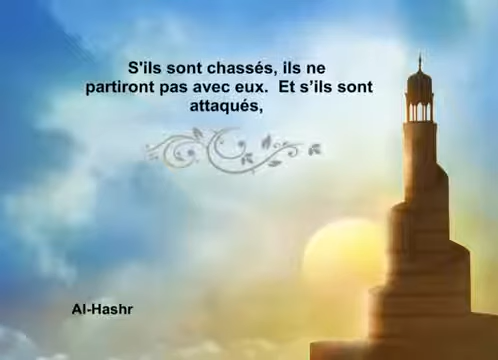 S'ils sont chassés, ils ne
partiront pas avec eux.  Et s’ils sont
attaqués,
Al-Hashr